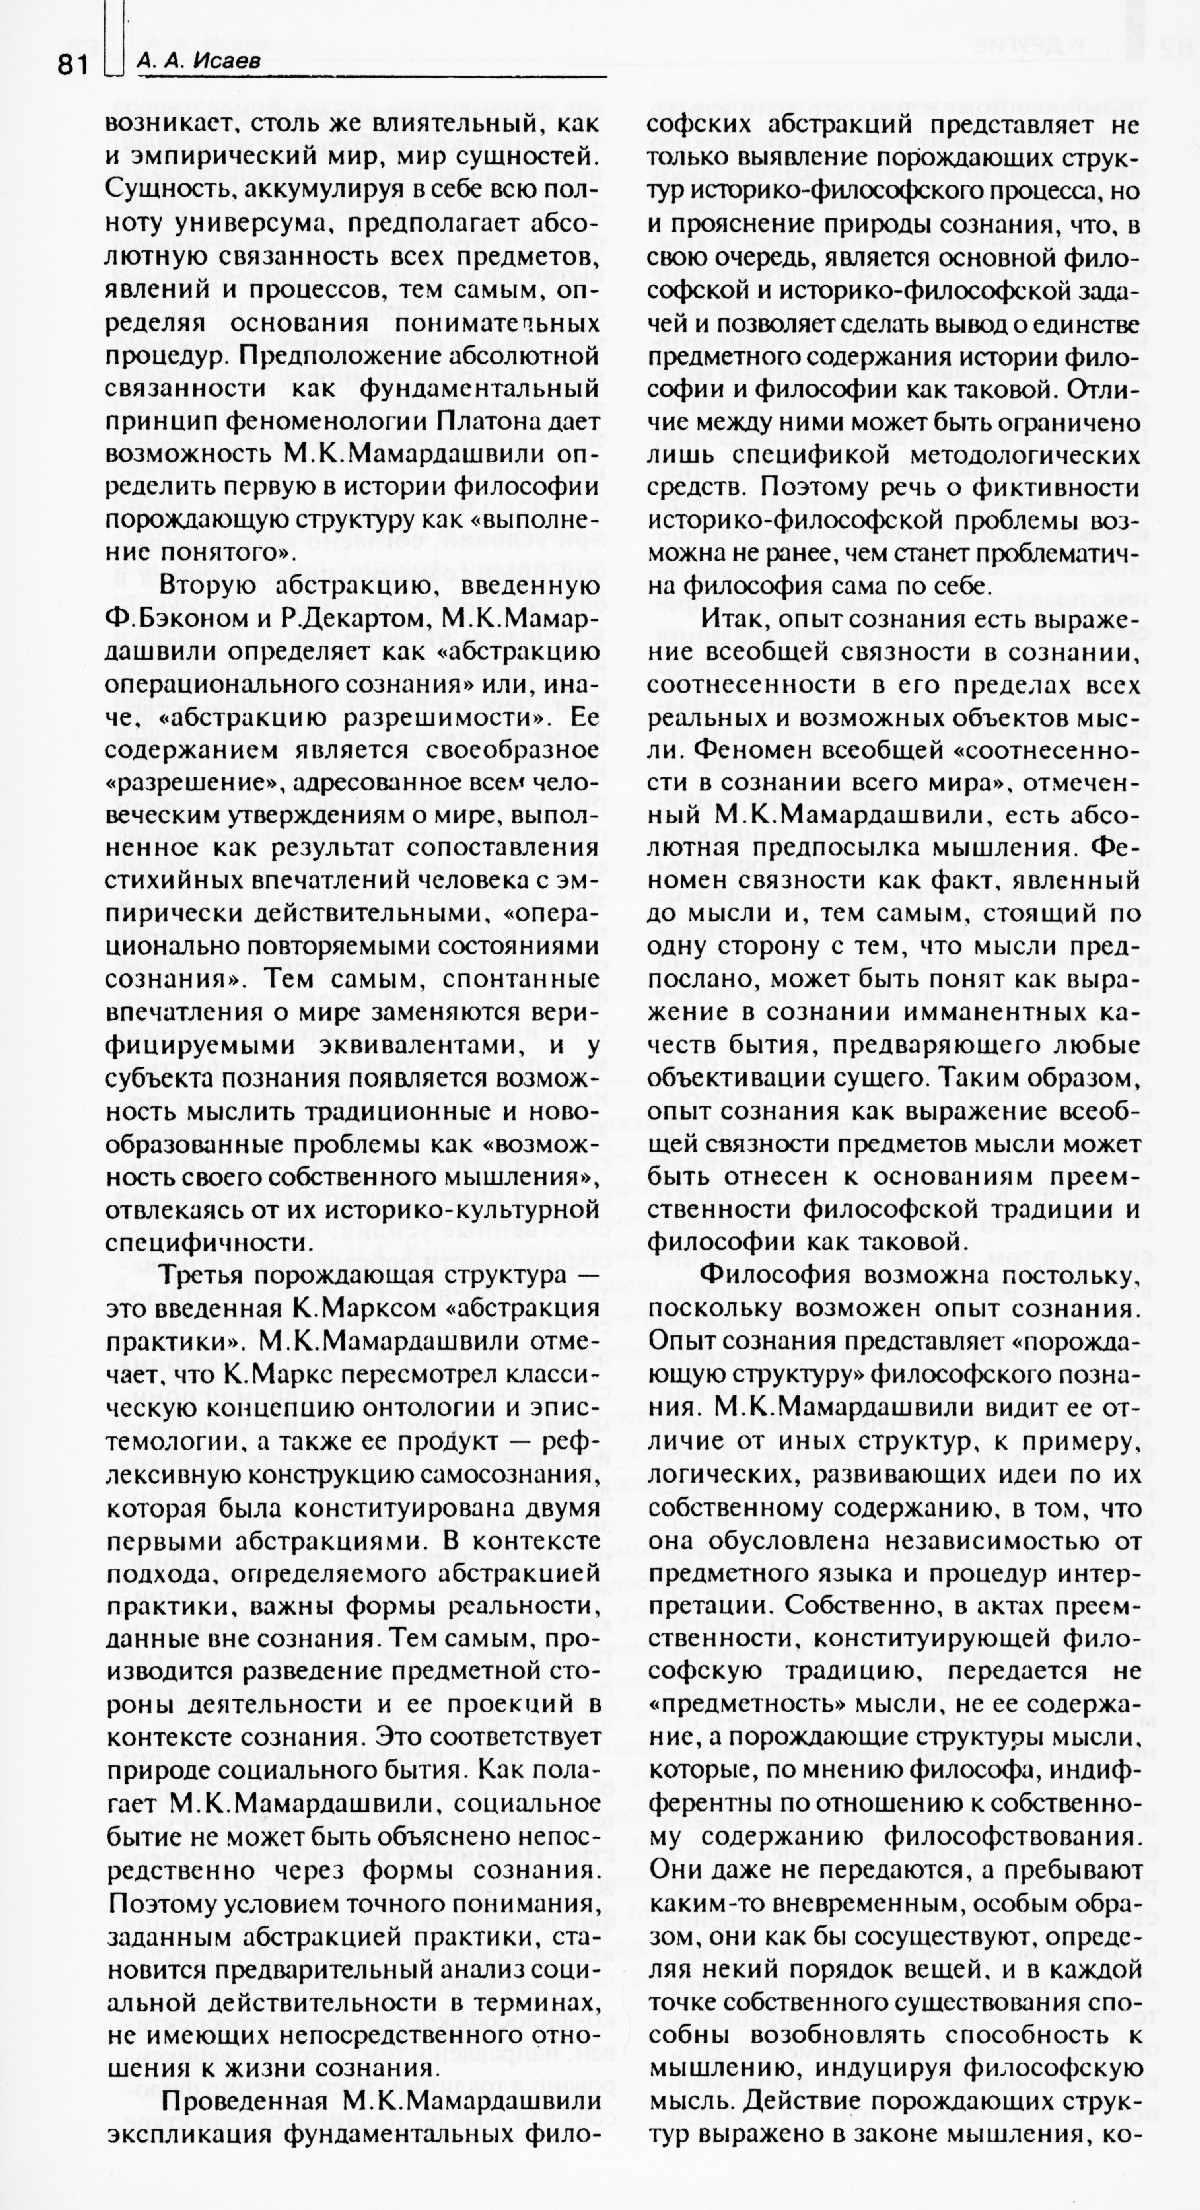 81
А. А. Исаев
возникает, столь же влиятельный, как
и эмпирический мир, мир сущностей.
Сущность, аккумулируя в себе всю пол-
ноту универсума, предполагает абсо-
лютную связанность всех предметов,
явлений и процессов, тем самым, оп-
ределяя основания понимательных
процедур. Предположение абсолютной
связанности как фундаментальный
принцип феноменологии Платона дает
возможность М.К.Мамардашвили оп-
ределить первую в истории философии
порождающую структуру как «выполне-
ние понятого».
Вторую абстракцию, введенную
Ф.Бэконом и Р.Декартом, М.К.Мамар-
дашвили определяет как «абстракцию
операционального сознания» или, ина-
че, «абстракцию разрешимости». Ее
содержанием является своеобразное
«разрешение», адресованное всем чело-
веческим утверждениям о мире, выпол-
ненное как результат сопоставления
стихийных впечатлений человека с эм-
пирически действительными, «опера-
ционально повторяемыми состояниями
сознания». Тем самым, спонтанные
впечатления о мире заменяются вери-
фицируемыми эквивалентами, и у
субъекта познания появляется возмож-
ность мыслить традиционные и ново-
образованные проблемы как «возмож-
ность своего собственного мышления»,
отвлекаясь от их историко-культурной
специфичности.
Третья порождающая структура —
это введенная К.Марксом «абстракция
практики». М.К.Мамардашвили отме-
чает, что К.Маркс пересмотрел класси-
ческую концепцию онтологии и эпис-
темологии, а также ее продукт — реф-
лексивную конструкцию самосознания,
которая была конституирована двумя
первыми абстракциями. В контексте
подхода, определяемого абстракцией
практики, важны формы реальности,
данные вне сознания. Тем самым, про-
изводится разведение предметной сто-
роны деятельности и ее проекций в
контексте сознания. Это соответствует
природе социального бытия. Как пола-
гает М.К.Мамардашвили, социальное
бытие не может быть объяснено непос-
редственно через формы сознания.
Поэтому условием точного понимания,
заданным абстракцией практики, ста-
новится предварительный анализ соци-
альной действительности в терминах,
не имеющих непосредственного отно-
шения к жизни сознания.
Проведенная М.К.Мамардашвили
экспликация фундаментальных фило-
софских абстракций представляет не
только выявление порождающих струк-
тур историко-философского процесса, но
и прояснение природы сознания, что, в
свою очередь, является основной фило-
софской и историко-философской зада-
чей и позволяет сделать вывод о единстве
предметного содержания истории фило-
софии и философии как таковой. Отли-
чие между ними может быть ограничено
лишь спецификой методологических
средств. Поэтому речь о фиктивности
историко-философской проблемы воз-
можна не ранее, чем станет проблематич-
на философия сама по себе.
Итак, опыт сознания есть выраже-
ние всеобщей связности в сознании,
соотнесенности в его пределах всех
реальных и возможных объектов мыс-
ли. Феномен всеобщей «соотнесенно-
сти в сознании всего мира», отмечен-
ный М.К.Мамардашвили, есть абсо-
лютная предпосылка мышления. Фе-
номен связности как факт, явленный
до мысли и, тем самым, стоящий по
одну сторону с тем, что мысли пред-
послано, может быть понят как выра-
жение в сознании имманентных ка-
честв бытия, предваряющего любые
объективации сущего. Таким образом,
опыт сознания как выражение всеоб-
щей связности предметов мысли может
быть отнесен к основаниям преем-
ственности философской традиции и
философии как таковой.
Философия возможна постольку,
поскольку возможен опыт сознания.
Опыт сознания представляет «порожда-
ющую структуру» философского позна-
ния. М.К.Мамардашвили видит ее от-
личие от иных структур, к примеру,
логических, развивающих идеи по их
собственному содержанию, в том, что
она обусловлена независимостью от
предметного языка и процедур интер-
претации. Собственно, в актах преем-
ственности, конституирующей фило-
софскую традицию, передается не
«предметность» мысли, не ее содержа-
ние, а порождающие структуры мысли,
которые, по мнению философа, индиф-
ферентны по отношению к собственно-
му содержанию философствования.
Они даже не передаются, а пребывают
каким-то вневременным, особым обра-
зом, они как бы сосуществуют, опреде-
ляя некий порядок вещей, и в каждой
точке собственного существования спо-
собны возобновлять способность к
мышлению, индуцируя философскую
мысль. Действие порождающих струк-
тур выражено в законе мышления, ко-